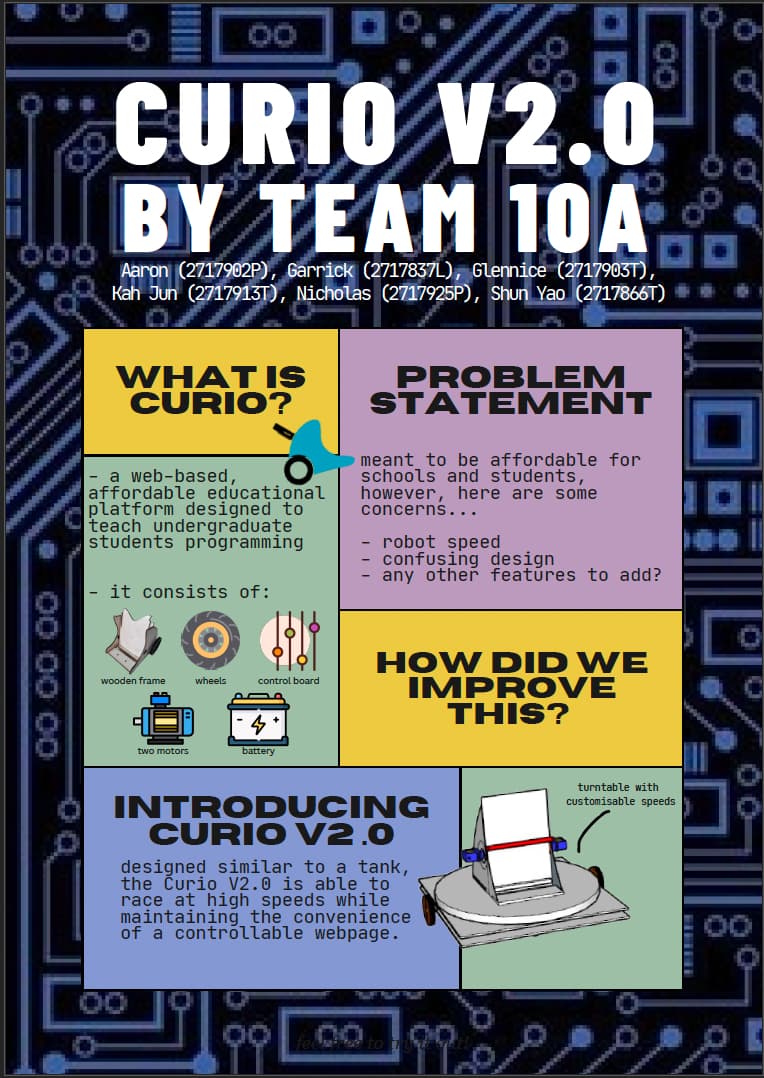 CURIO V2.0
BY TEAM 10A
Aaron (2717902P), Garrick (2717837L), Glennice (2717903T),
Kah Jun (2717913T), Nicholas (2717925P), Shun Yao (2717866T)
WHAT IS
CURIO?
- a web-based,
affordable educational
platform designed to
teach undergraduate
students programming
- it consists of:
wooden frame
wheels
control board
two motors
battery
PROBLEM
STATEMENT
meant to be affordable for
schools and students,
however, here are some
concerns...
- robot speed
- confusing design
- any other features to add?
HOW DID WE
IMPROVE
THIS?
INTRODUCING
CURIO V2.0
designed similar to a tank,
the Curio V2.0 is able to
race at high speeds while
maintaining the convenience
of a controllable webpage.
turntable with
customisable speeds
feel free to